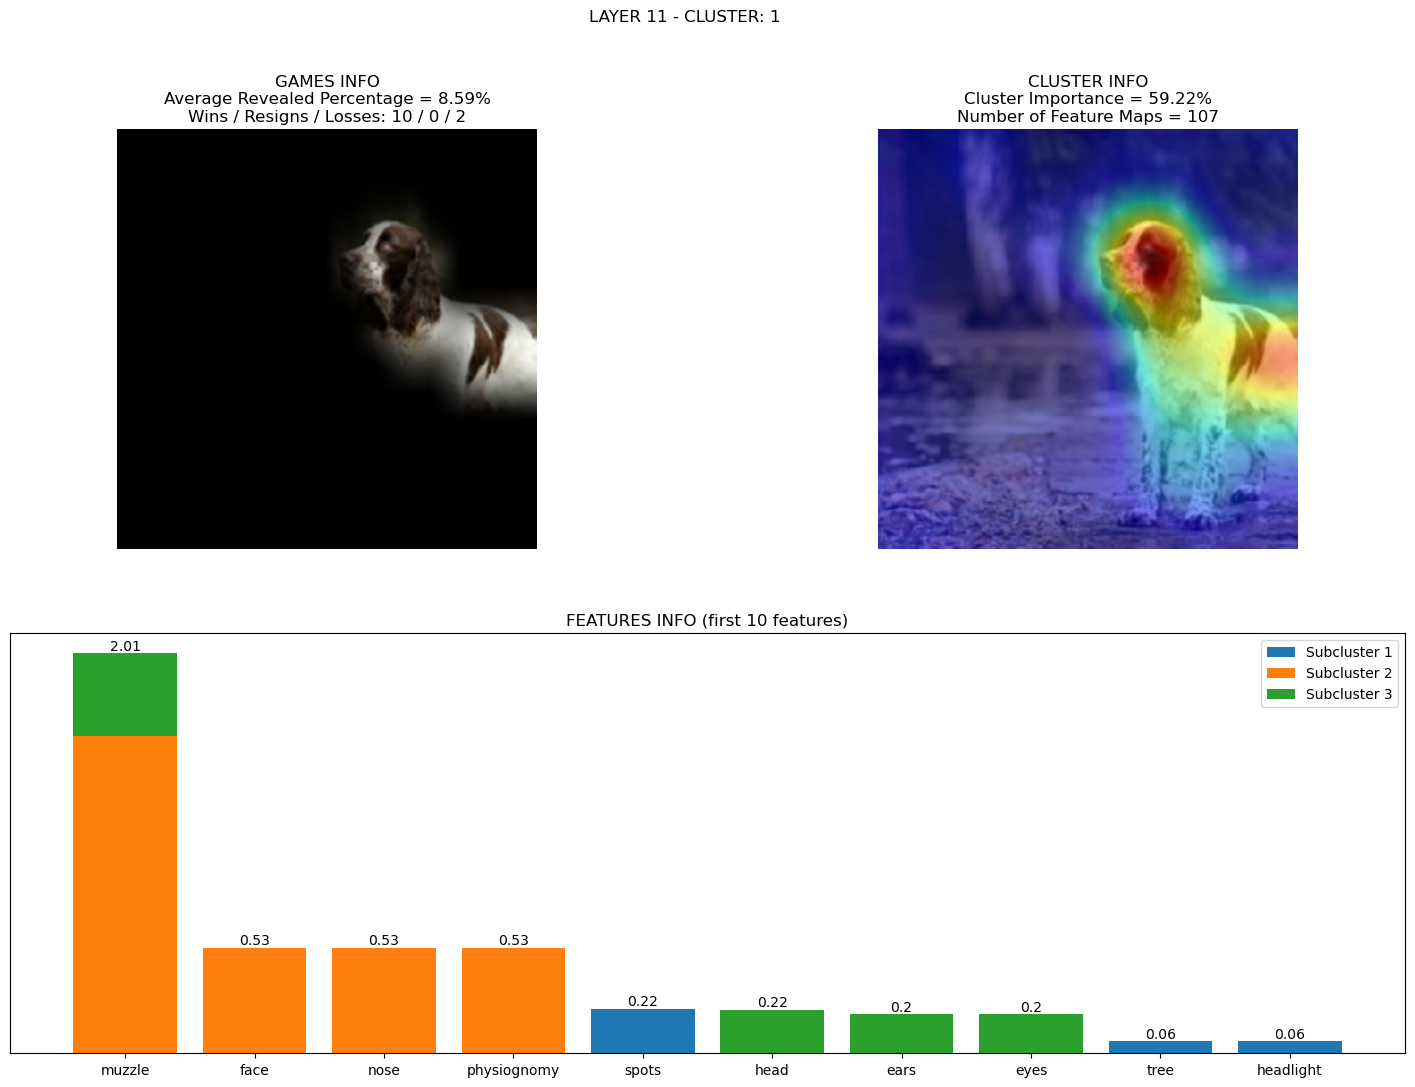 LAYER 11 - CLUSTER: 1
GAMES INFO
Average Revealed Percentage = 8.59%
Wins / Resigns / Losses: 10 / 0 / 2
CLUSTER INFO
Cluster Importance = 59.22%
Number of Feature Maps = 107
FEATURES INFO (first 10 features)
Subcluster 1
Subcluster 2
Subcluster 3
2.01
0.53
0.53
0.53
0.22
0.22
0.2
0.2
0.06
0.06
muzzle
face
nose
physiognomy
spots
head
ears
eyes
tree
headlight